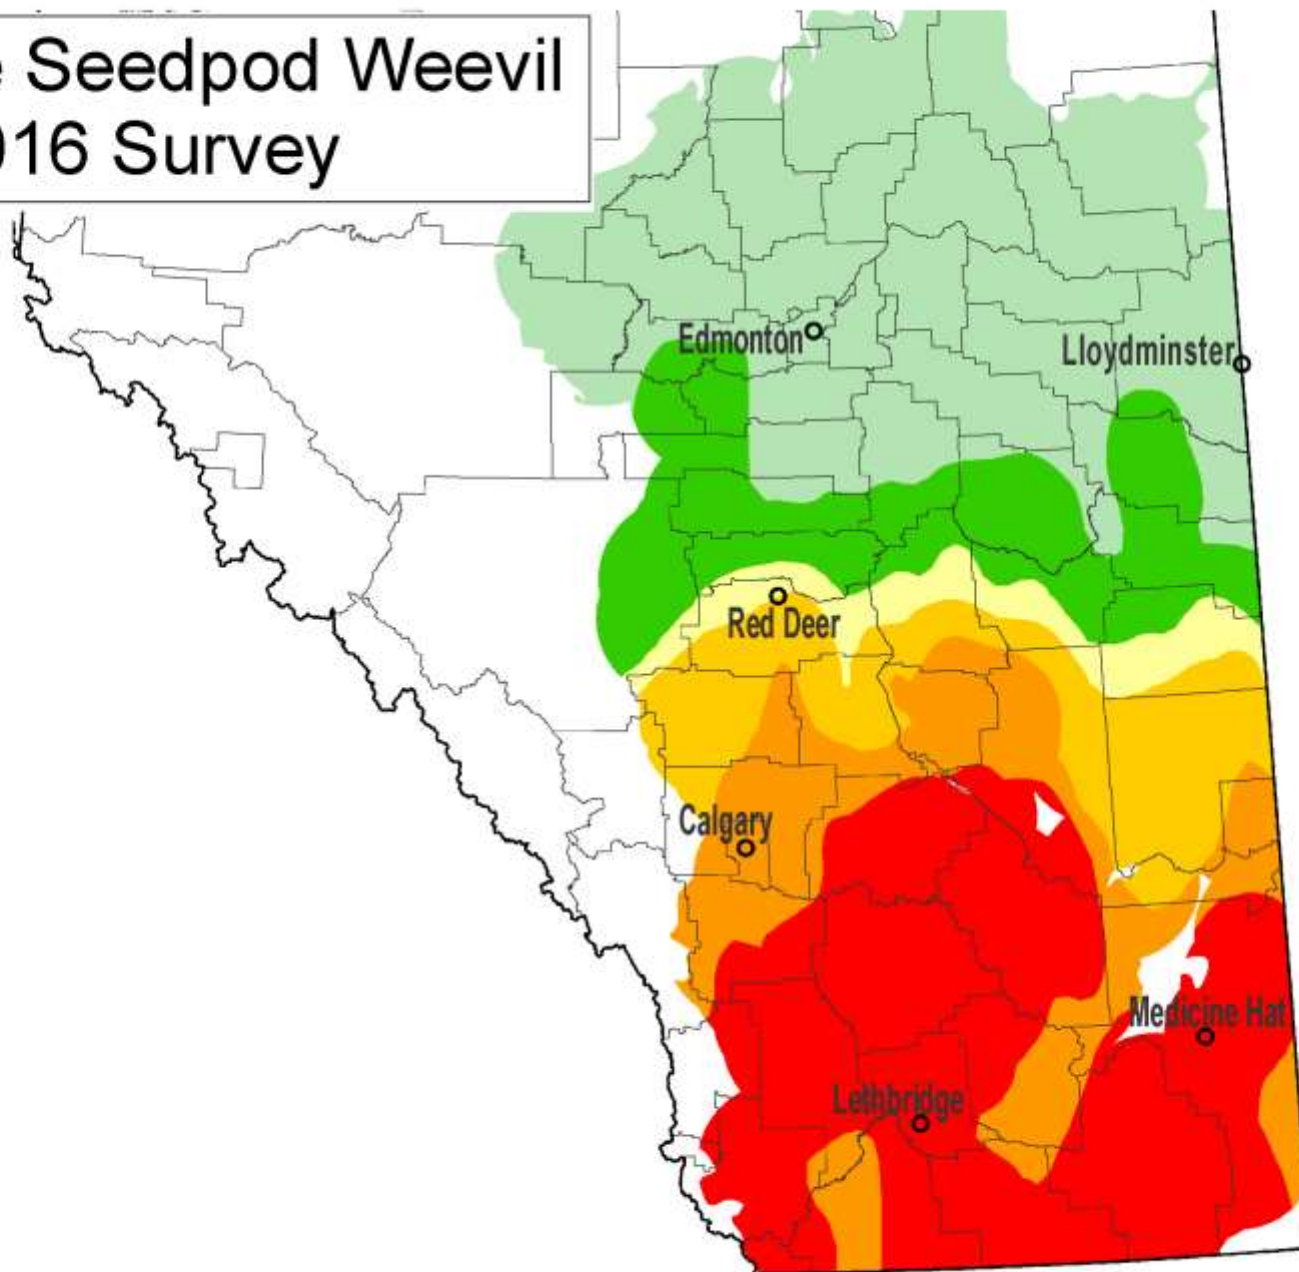 e Seedpod Weevil
016 Survey
Edmonton
Lloydminster
Red Deer
Calgary
Medicine Hat
Lethbridge